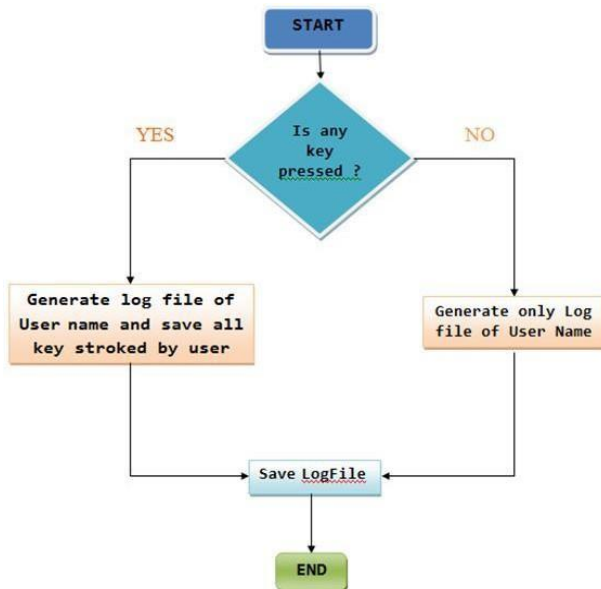 START
Is any
key
pressed ?
YES
NO
Generate log file of
User name and save all
key stroked by user
Generate only Log
file of User Name
Save LogFile
END